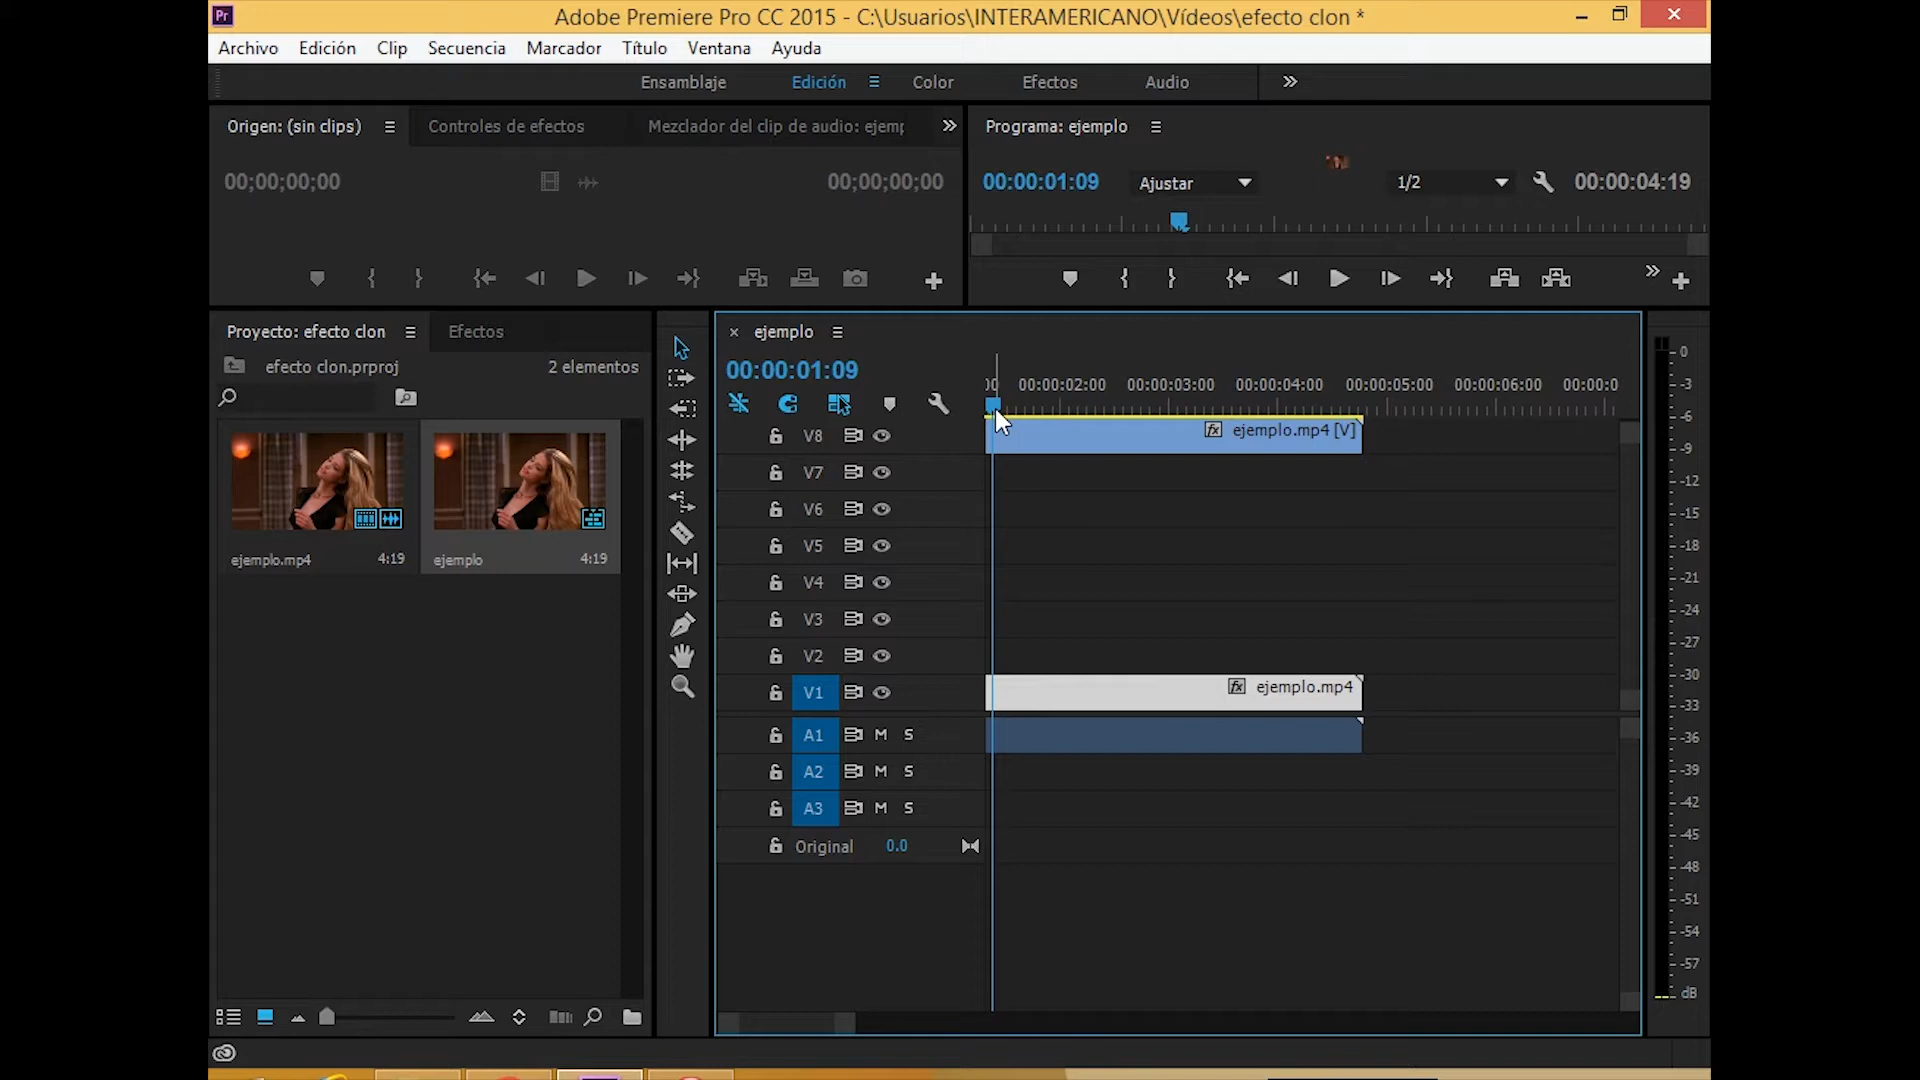 Adobe Premiere Pro CC 2015 - C:\Usuarios\INTERAMERICANO\Vídeos\efecto clon *
Archivo Edición Clip Secuencia Marcador Título Ventana Ayuda
Ensamblaje Edición Color Efectos Audio
Origen: (sin clips) Controles de efectos Mezclador del clip de audio: ejemp
Programa: ejemplo
00;00;00;00 00;00;00;00
00:00:01:09 Ajustar 1/2 00:00:04:19
Proyecto: efecto clon Efectos
efecto clon.prproj 2 elementos
ejemplo.mp4 4:19
ejemplo 4:19
ejemplo
00:00:01:09
00 00:00:02:00 00:00:03:00 00:00:04:00 00:00:05:00 00:00:06:00 00:00:0
V8 fx ejemplo.mp4 [V]
V7
V6
V5
V4
V3
V2
V1 fx ejemplo.mp4
A1 M S
A2 M S
A3 M S
Original 0.0
0
-3
-6
-9
-12
-15
-18
-21
-24
-27
-30
-33
-36
-39
-42
-45
-48
-51
-54
-57
dB